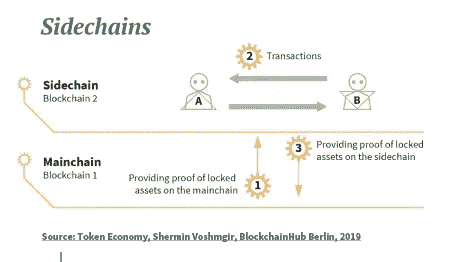 Sidechains
2 Transactions
Sidechain
Blockchain 2
A
B
Mainchain
Blockchain 1
3 Providing proof of locked
assets on the sidechain
Providing proof of locked
assets on the mainchain
1
Source: Token Economy, Shermin Voshmgir, BlockchainHub Berlin, 2019